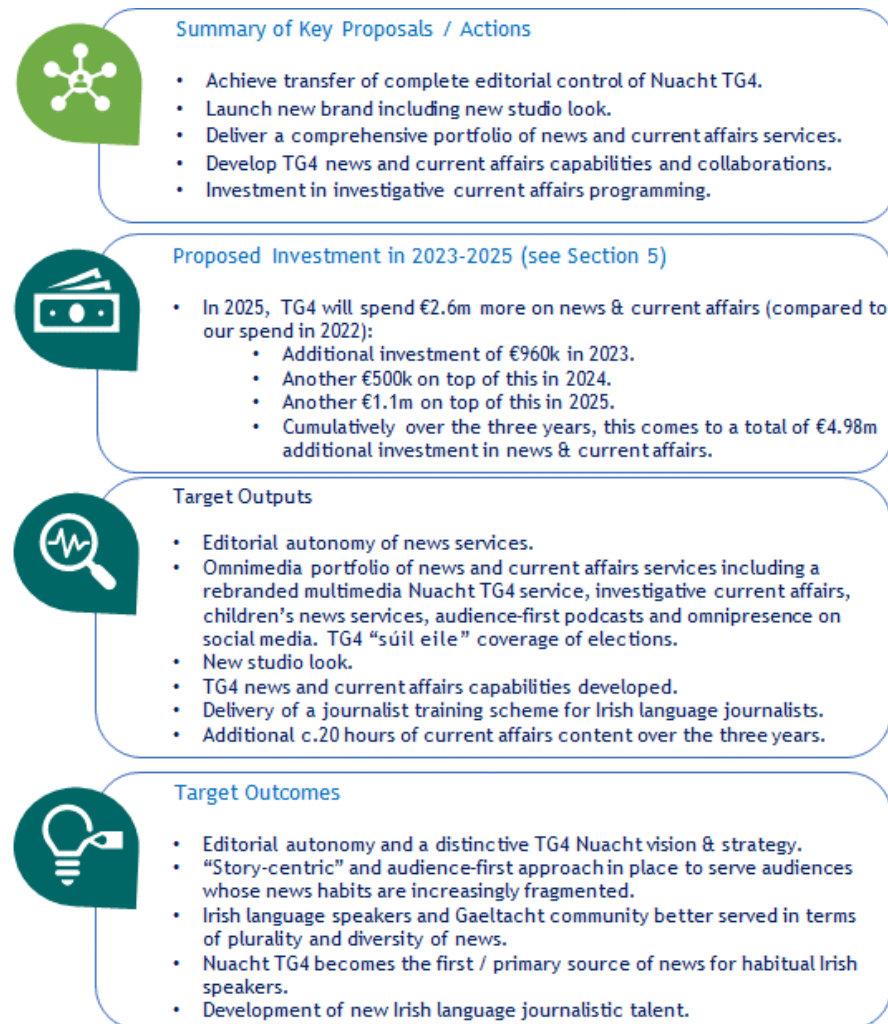 Summary of Key Proposals / Actions
• Achieve transfer of complete editorial control of Nuacht TG4.
• Launch new brand including new studio look.
• Deliver a comprehensive portfolio of news and current affairs services.
• Develop TG4 news and current affairs capabilities and collaborations.
• Investment in investigative current affairs programming.
Proposed Investment in 2023-2025 (see Section 5)
• In 2025, TG4 will spend €2.6m more on news & current affairs (compared to
our spend in 2022):
• Additional investment of €960k in 2023.
• Another €500k on top of this in 2024.
• Another €1.1m on top of this in 2025.
• Cumulatively over the three years, this comes to a total of €4.98m
additional investment in news & current affairs.
Target Outputs
• Editorial autonomy of news services.
• Omnimedia portfolio of news and current affairs services including a
rebranded multimedia Nuacht TG4 service, investigative current affairs,
children's news services, audience-first podcasts and omnipresence on
social media. TG4 "súil eile" coverage of elections.
• New studio look.
• TG4 news and current affairs capabilities developed.
• Delivery of a journalist training scheme for Irish language journalists.
• Additional c.20 hours of current affairs content over the three years.
Target Outcomes
• Editorial autonomy and a distinctive TG4 Nuacht vision & strategy.
• "Story-centric" and audience-first approach in place to serve audiences
whose news habits are increasingly fragmented.
• Irish language speakers and Gaeltacht community better served in terms
of plurality and diversity of news.
• Nuacht TG4 becomes the first / primary source of news for habitual Irish
speakers.
• Development of new Irish language journalistic talent.